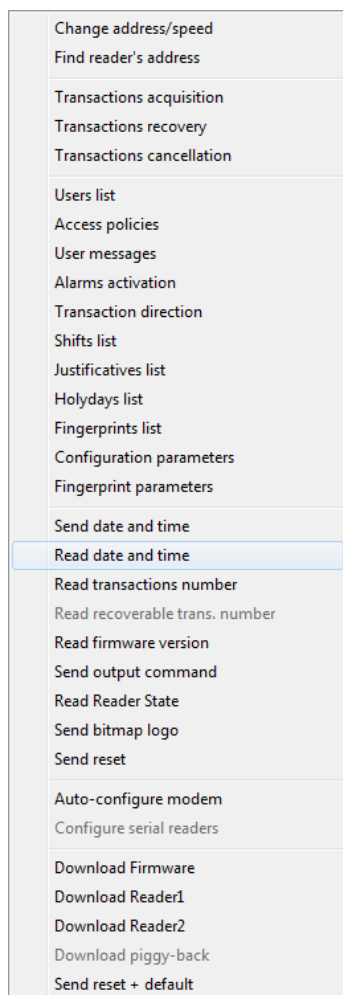 Change address/speed
Find reader's address
Transactions acquisition
Transactions recovery
Transactions cancellation
Users list
Access policies
User messages
Alarms activation
Transaction direction
Shifts list
Justificatives list
Holydays list
Fingerprints list
Configuration parameters
Fingerprint parameters
Send date and time
Read date and time
Read transactions number
Read recoverable trans. number
Read firmware version
Send output command
Read Reader State
Send bitmap logo
Send reset
Auto-configure modem
Configure serial readers
Download Firmware
Download Reader1
Download Reader2
Download piggy-back
Send reset + default